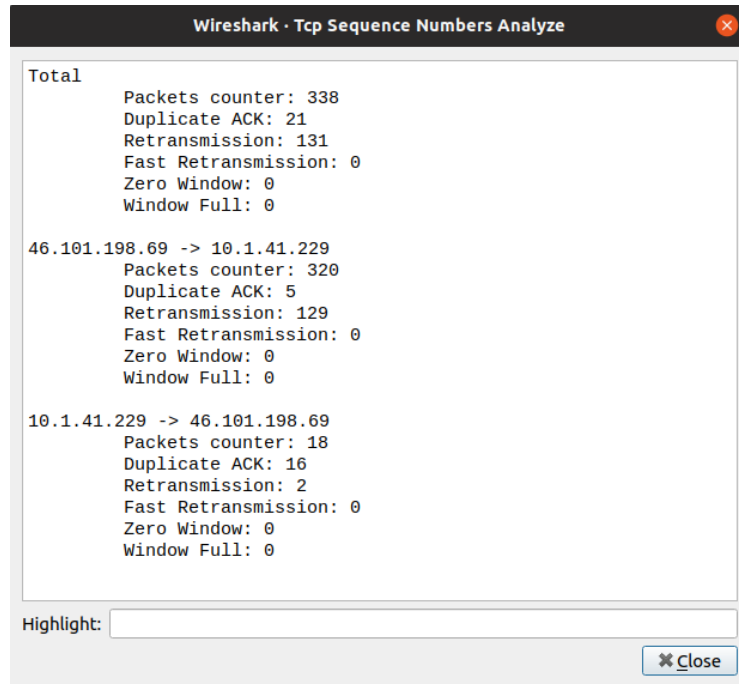 Wireshark · Tcp Sequence Numbers Analyze
Total
Packets counter: 338
Duplicate ACK: 21
Retransmission: 131
Fast Retransmission: 0
Zero Window: 0
Window Full: 0
46.101.198.69 -> 10.1.41.229
Packets counter: 320
Duplicate ACK: 5
Retransmission: 129
Fast Retransmission: 0
Zero Window: 0
Window Full: 0
10.1.41.229 -> 46.101.198.69
Packets counter: 18
Duplicate ACK: 16
Retransmission: 2
Fast Retransmission: 0
Zero Window: 0
Window Full: 0
Highlight:
Close